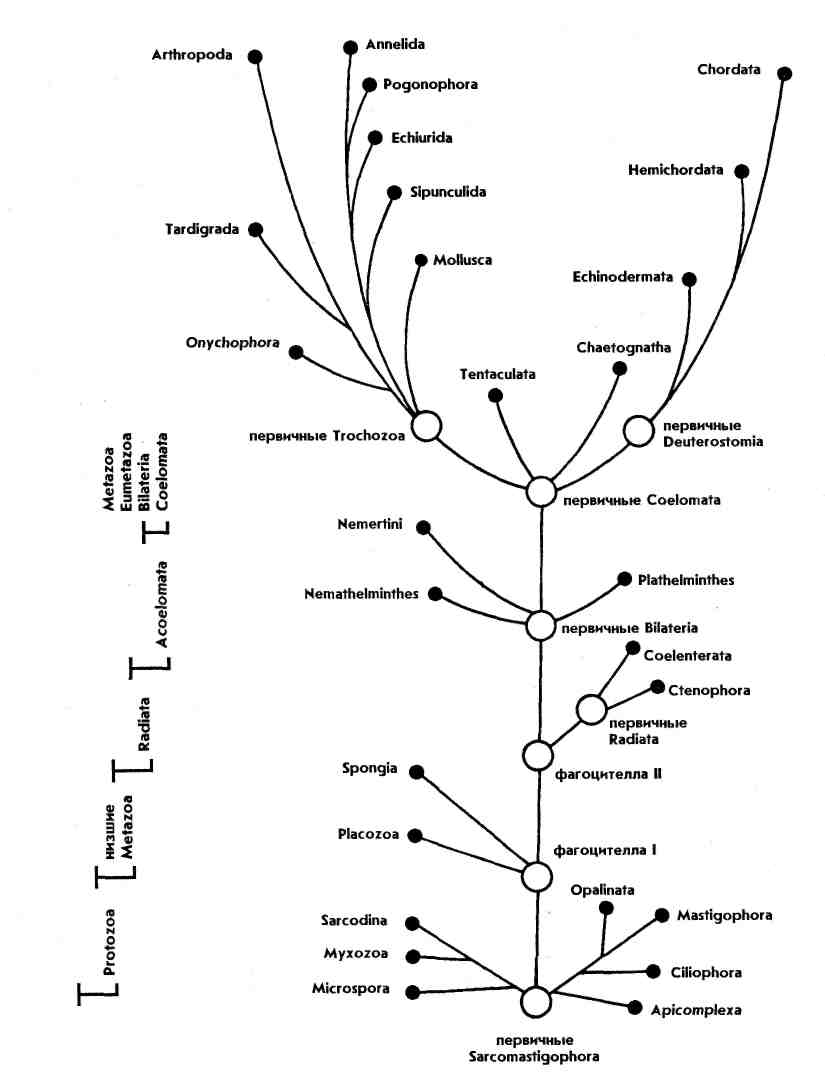 Annelida
Arthropoda
Chordata
Pogonophora
Echiurida
Hemichordata
Sipunculida
Tardigrada
Mollusca
Echinodermata
Onychophora
Chaetognatha
Tentaculata
первичные Trochozoa
первичные
Deuterostomia
Metazoa
Eumetazoa
Bilateria
Coelomata
первичные Coelomata
Nemertini
Acoelomata
Plathelminthes
Nemathelminthes
первичные Bilateria
Coelenterata
Ctenophora
Radiata
первичные
Radiata
Spongia
фагоцителла II
низшие
Metazoa
Placozoa
фагоцителла I
Opalinata
Protozoa
Sarcodina
Mastigophora
Myxozoa
Ciliophora
Microspora
Apicomplexa
первичные
Sarcomastigophora